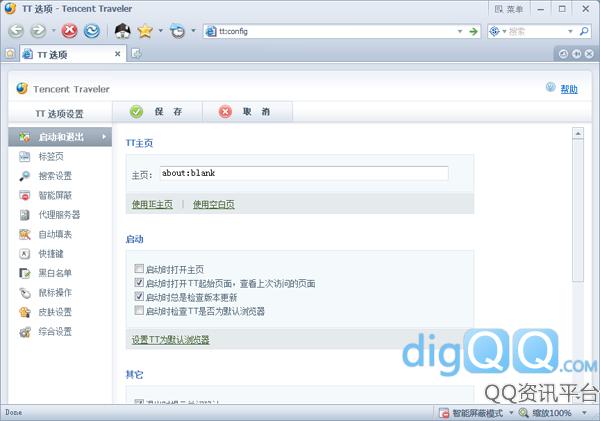 TT 选项 - Tencent Traveler
菜单
tt:config
搜索
TT 选项
Tencent Traveler
帮助
TT 选项设置
保 存
取 消
启动和退出
标签页
搜索设置
智能屏蔽
代理服务器
自动填表
快捷键
黑白名单
鼠标操作
皮肤设置
综合设置
TT主页
主页:
about:blank
使用IE主页 | 使用空白页
启动
启动时打开主页
启动时打开TT起始页面，查看上次访问的页面
启动时总是检查版本更新
启动时检查TT是否为默认浏览器
设置TT为默认浏览器
其它
digQQ.COM
QQ资讯平台
Done
智能屏蔽模式
缩放100%